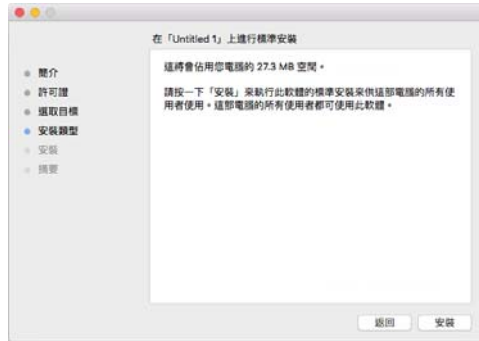 在「Untitled 1」上進行標準安裝
簡介
許可證
選取目標
安裝類型
安裝
摘要
這將會佔用您電腦的 27.3 MB 空間。
請按一下「安裝」來執行此軟體的標準安裝來供這部電腦的所有使
用者使用。這部電腦的所有使用者都可使用此軟體。
返回
安裝